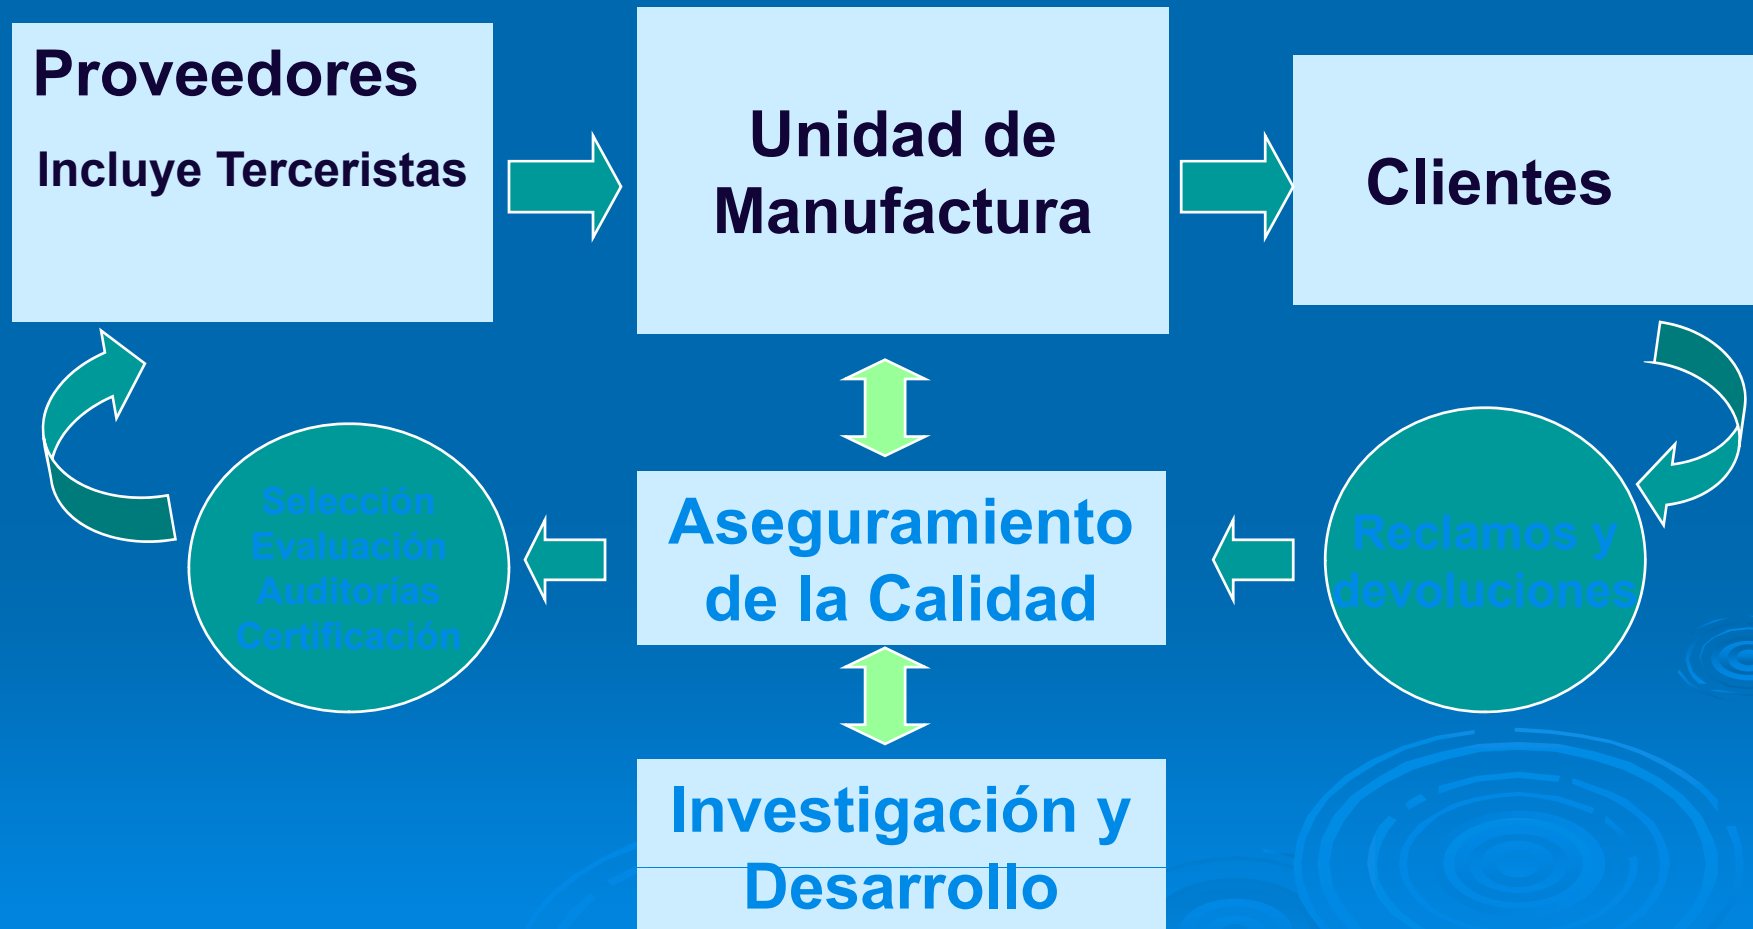 Proveedores
Incluye Terceristas
Unidad de
Manufactura
Clientes
Selección
Evaluación
Auditorías
Certificación
Aseguramiento
de la Calidad
Reclamos y
devoluciones
Investigación y
Desarrollo